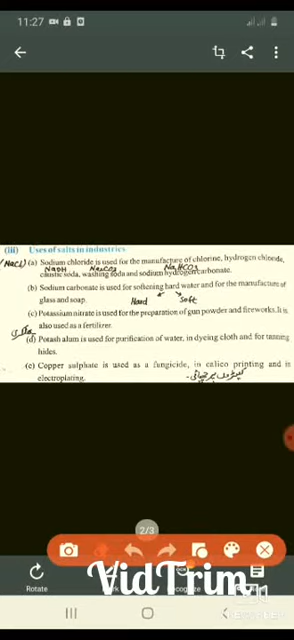 11:27
(iii) Uses of salts in industries
(NaCl) (a) Sodium chloride is used for the manufacture of chlorine, hydrogen chloride,
NaOH Na₂CO₃ NaHCO₃
caustic soda, washing soda and sodium hydrogen carbonate.
(b) Sodium carbonate is used for softening hard water and for the manufacture of
glass and soap. Hard Soft
(c) Potassium nitrate is used for the preparation of gun powder and fireworks. It is
also used as a fertilizer.
(d) Potash alum is used for purification of water, in dyeing cloth and for tanning
hides.
(e) Copper sulphate is used as a fungicide, in calico printing and in
electroplating.
2/3
VidTrim
Rotate